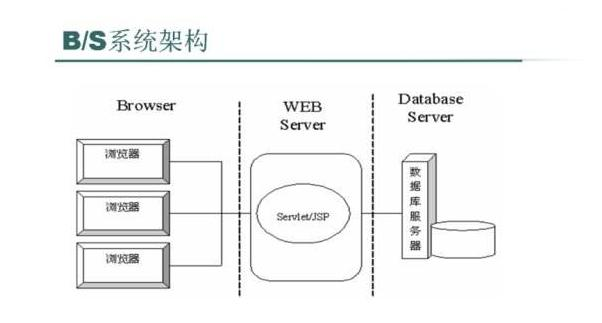 B/S系统架构
Browser
WEB
Server
Database
Server
浏览器
浏览器
浏览器
Servlet/JSP
数据库服务器